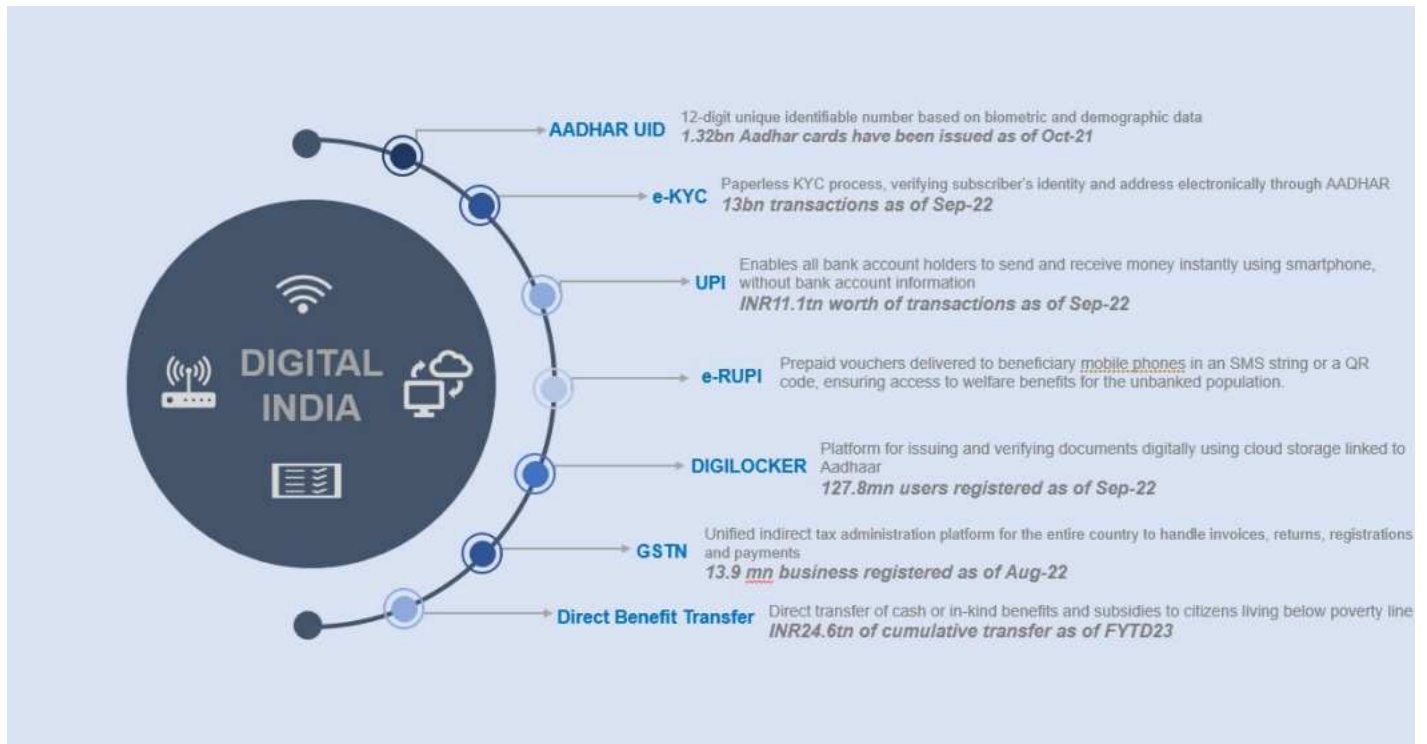 DIGITAL
INDIA
AADHAR UID
12-digit unique identifiable number based on biometric and demographic data
1.32bn Aadhar cards have been issued as of Oct-21
e-KYC
Paperless KYC process, verifying subscriber's identity and address electronically through AADHAR
13bn transactions as of Sep-22
UPI
Enables all bank account holders to send and receive money instantly using smartphone,
without bank account information
INR11.1tn worth of transactions as of Sep-22
e-RUPI
Prepaid vouchers delivered to beneficiary mobile phones in an SMS string or a QR
code, ensuring access to welfare benefits for the unbanked population.
DIGILOCKER
Platform for issuing and verifying documents digitally using cloud storage linked to
Aadhaar
127.8mn users registered as of Sep-22
GSTN
Unified indirect tax administration platform for the entire country to handle invoices, returns, registrations
and payments
13.9 mn business registered as of Aug-22
Direct Benefit Transfer
Direct transfer of cash or in-kind benefits and subsidies to citizens living below poverty line
INR24.6tn of cumulative transfer as of FYTD23